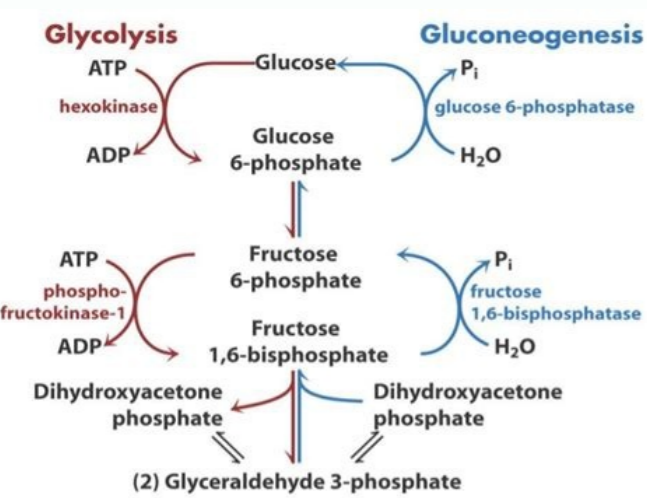 Glycolysis
Gluconeogenesis
ATP
Glucose
Pi
hexokinase
glucose 6-phosphatase
Glucose
6-phosphate
ADP
H₂O
ATP
Fructose
6-phosphate
Pi
phospho-
fructokinase-1
fructose
1,6-bisphosphatase
Fructose
1,6-bisphosphate
ADP
H₂O
Dihydroxyacetone
phosphate
Dihydroxyacetone
phosphate
(2) Glyceraldehyde 3-phosphate